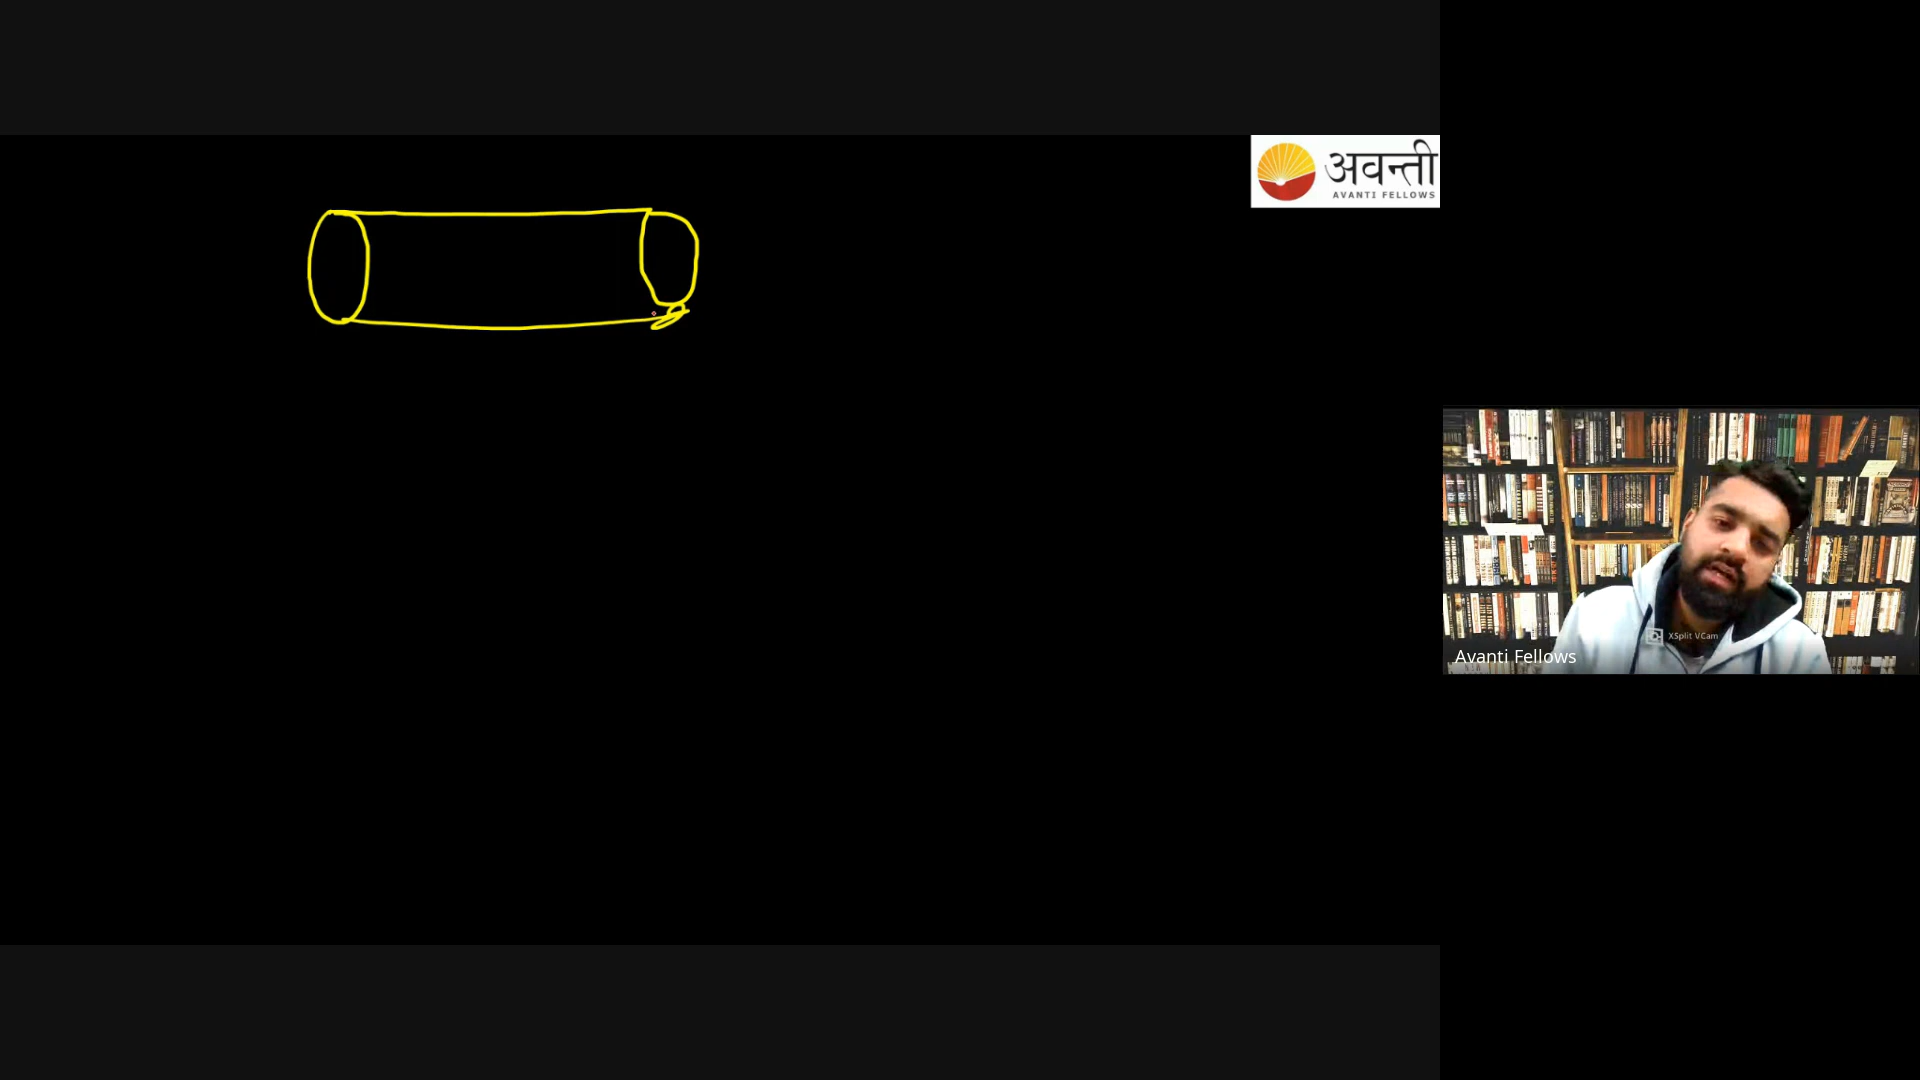 अवन्ती
AVANTI FELLOWS
XSplit VCam
Avanti Fellows